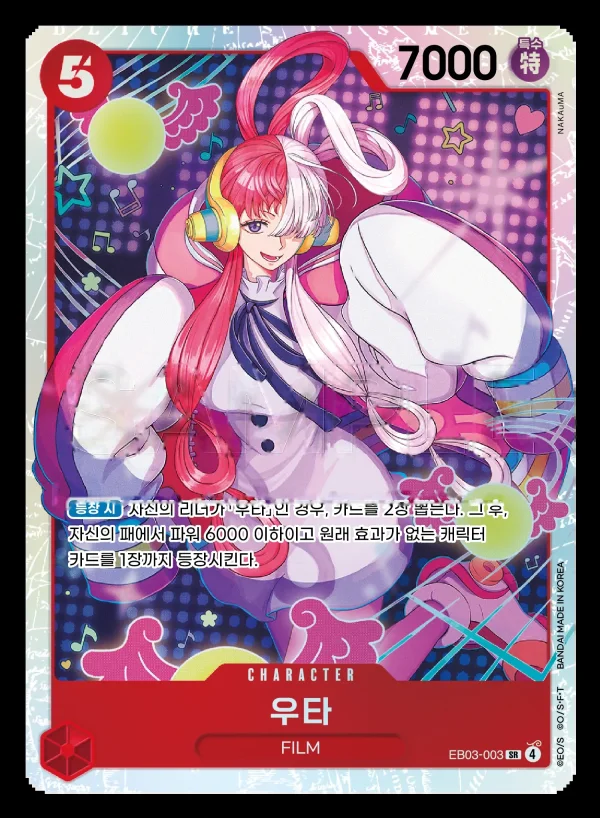 5
7000
특수
特
NAKAuMA
SAMPLE
등장 시 자신의 리더가 「우타」인 경우, 카드를 2장 뽑는다. 그 후,
자신의 패에서 파워 6000 이하이고 원래 효과가 없는 캐릭터
카드를 1장까지 등장시킨다.
CHARACTER
우타
FILM
EB03-003 SR 4
©E.O/S ©O/S·F·T BANDAI MADE IN KOREA